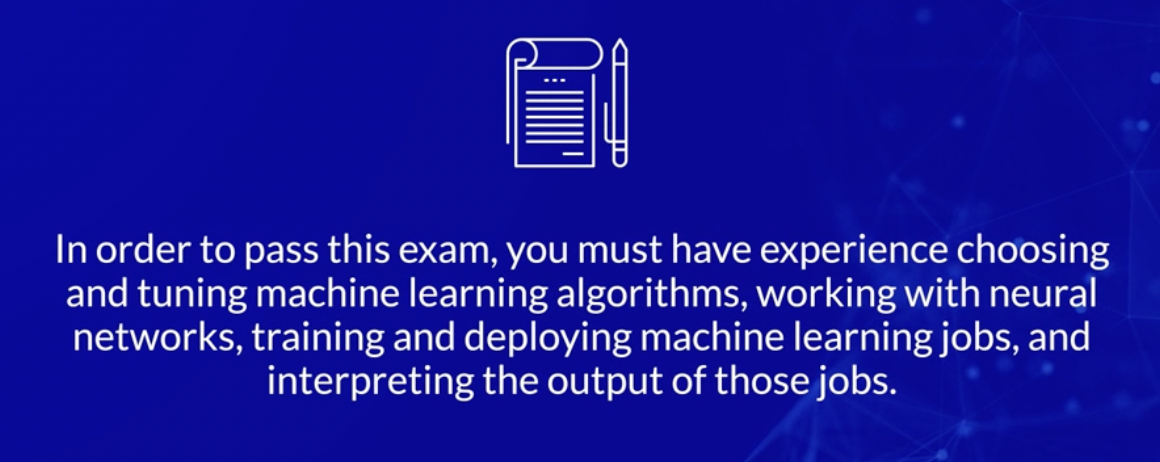 In order to pass this exam, you must have experience choosing
and tuning machine learning algorithms, working with neural
networks, training and deploying machine learning jobs, and
interpreting the output of those jobs.